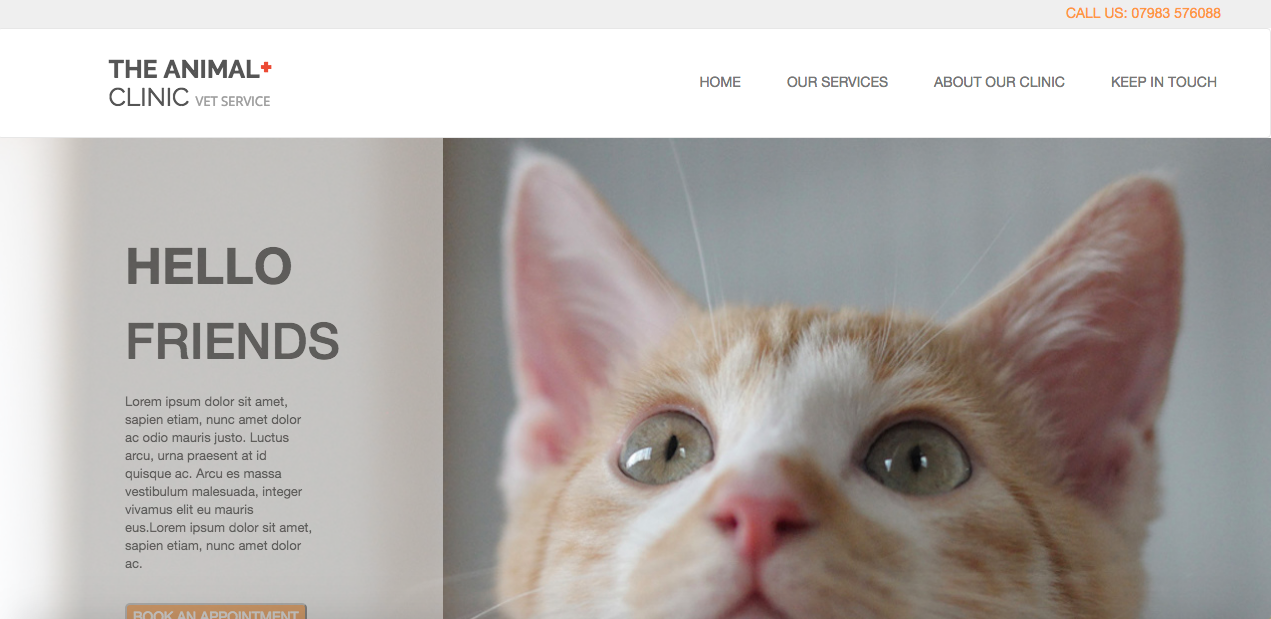 CALL US: 07983 576088
THE ANIMAL
CLINIC VET SERVICE
HOME OUR SERVICES ABOUT OUR CLINIC KEEP IN TOUCH
HELLO
FRIENDS
Lorem ipsum dolor sit amet,
sapien etiam, nunc amet dolor
ac odio mauris justo. Luctus
arcu, urna praesent at id
quisque ac. Arcu es massa
vestibulum malesuada, integer
vivamus elit eu mauris
eus.Lorem ipsum dolor sit amet,
sapien etiam, nunc amet dolor
ac.
BOOK AN APPOINTMENT